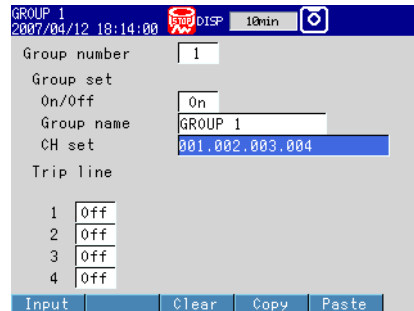 GROUP 1
2007/04/12 18:14:00 STOP DISP 10min
Group number 1
Group set
On/Off On
Group name GROUP 1
CH set 001.002.003.004
Trip line
1 Off
2 Off
3 Off
4 Off
Input Clear Copy Paste